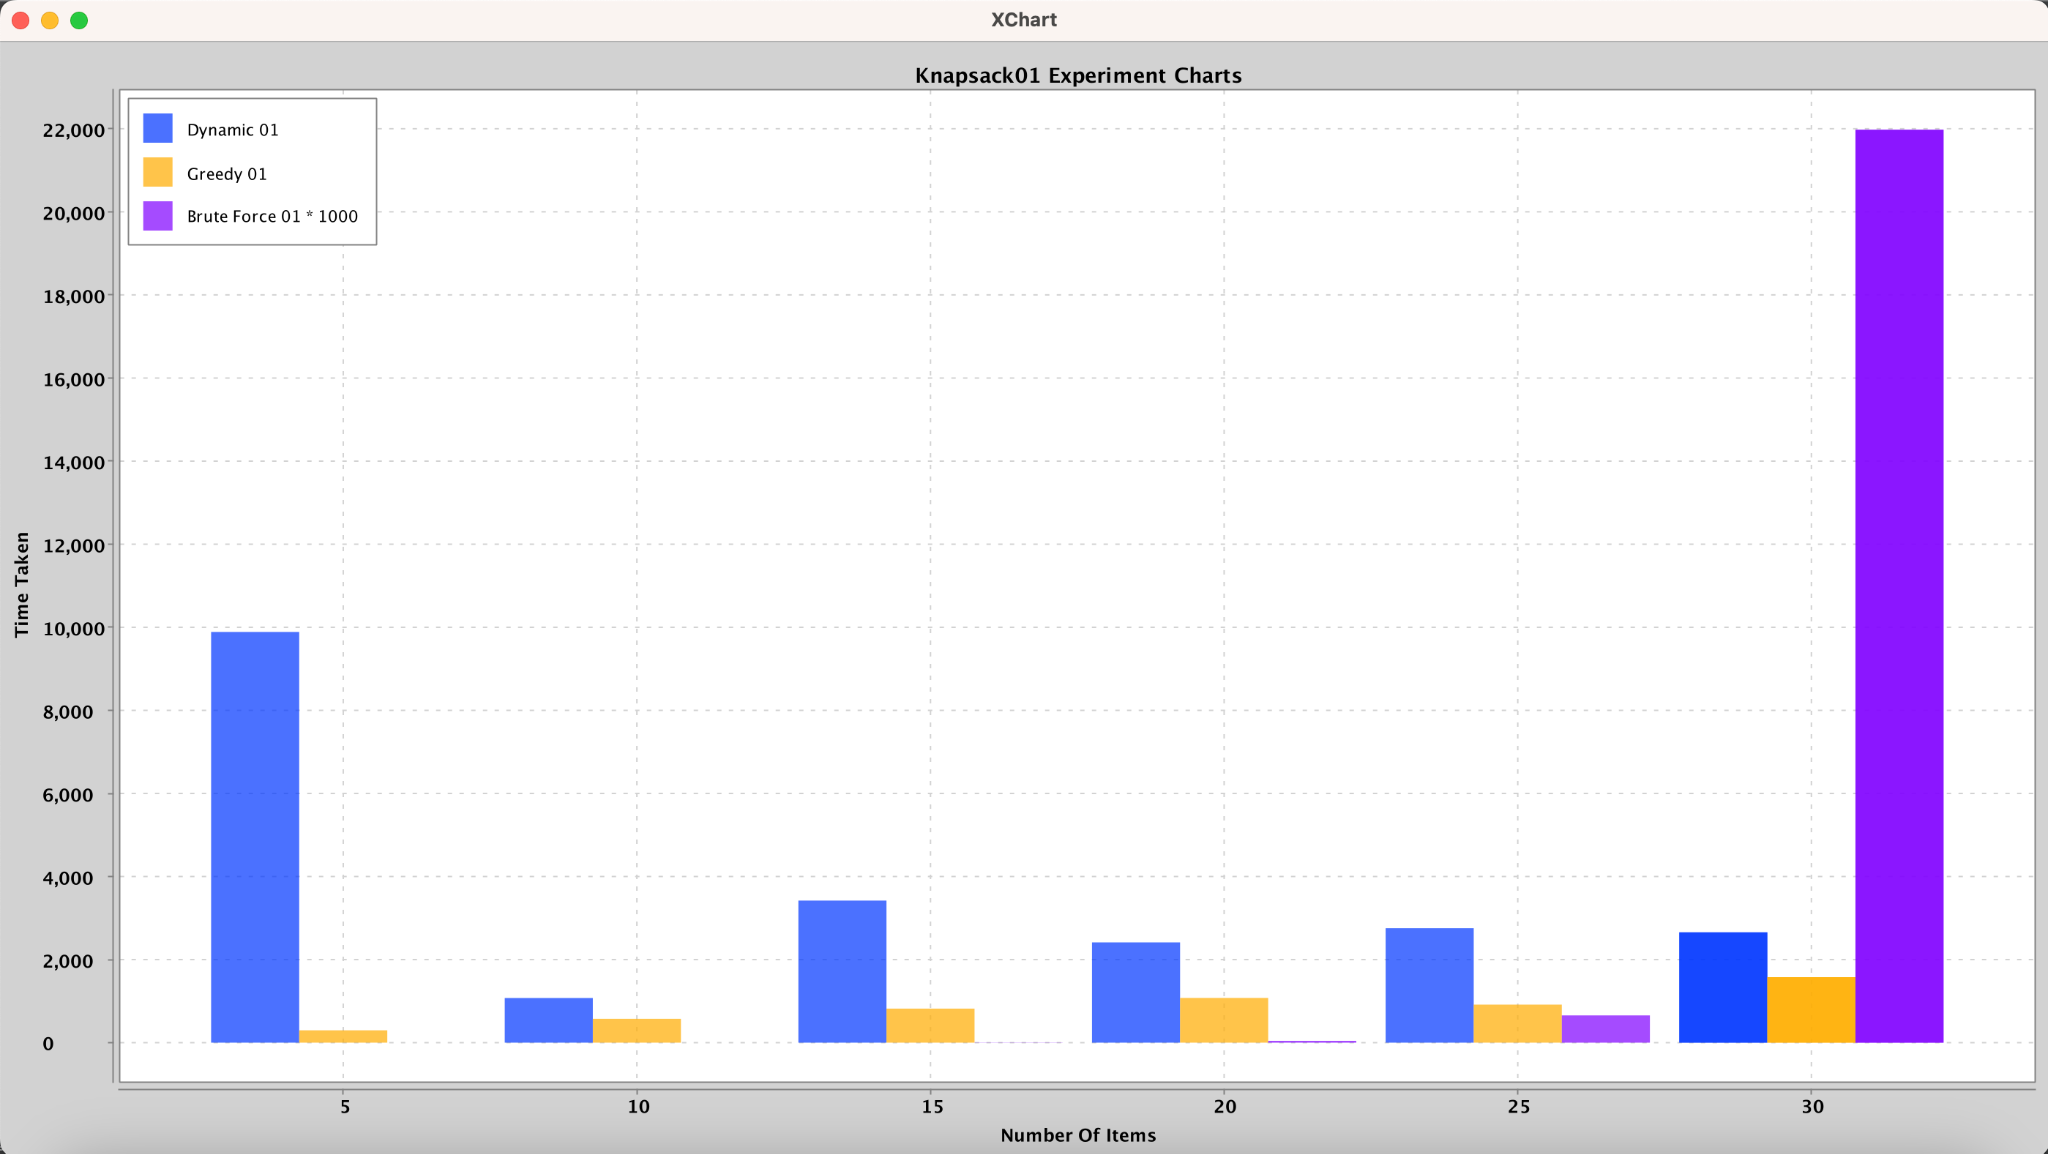 XChart
Knapsack01 Experiment Charts
Dynamic 01
Greedy 01
Brute Force 01 * 1000
22,000
20,000
18,000
16,000
14,000
12,000
10,000
8,000
6,000
4,000
2,000
0
Time Taken
5 10 15 20 25 30
Number Of Items